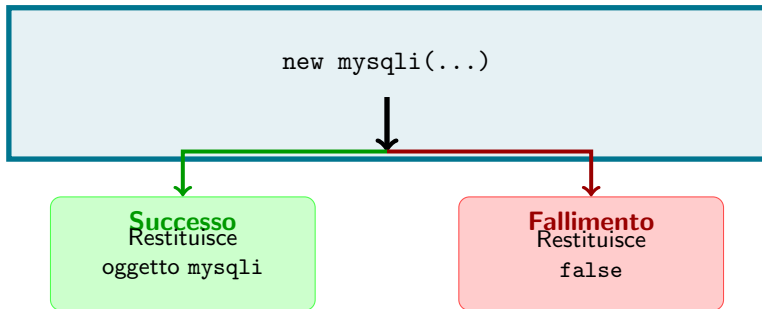 new mysqli(...)
Successo
Restituisce
oggetto mysqli
Fallimento
Restituisce
false